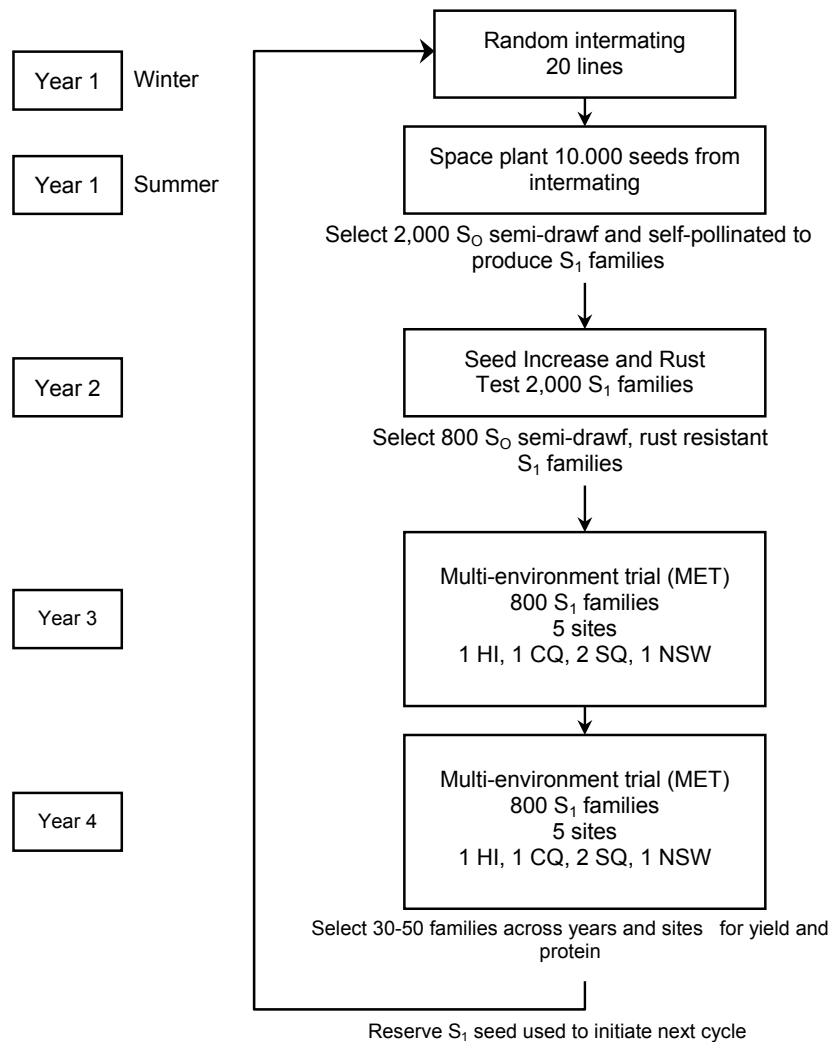 Random intermating
20 lines
Year 1 Winter
Space plant 10.000 seeds from
intermating
Year 1 Summer
Select 2,000 S₀ semi-drawf and self-pollinated to
produce S₁ families
Seed Increase and Rust
Test 2,000 S₁ families
Year 2
Select 800 S₀ semi-drawf, rust resistant
S₁ families
Multi-environment trial (MET)
800 S₁ families
5 sites
1 HI, 1 CQ, 2 SQ, 1 NSW
Year 3
Multi-environment trial (MET)
800 S₁ families
5 sites
1 HI, 1 CQ, 2 SQ, 1 NSW
Year 4
Select 30-50 families across years and sites for yield and
protein
Reserve S₁ seed used to initiate next cycle